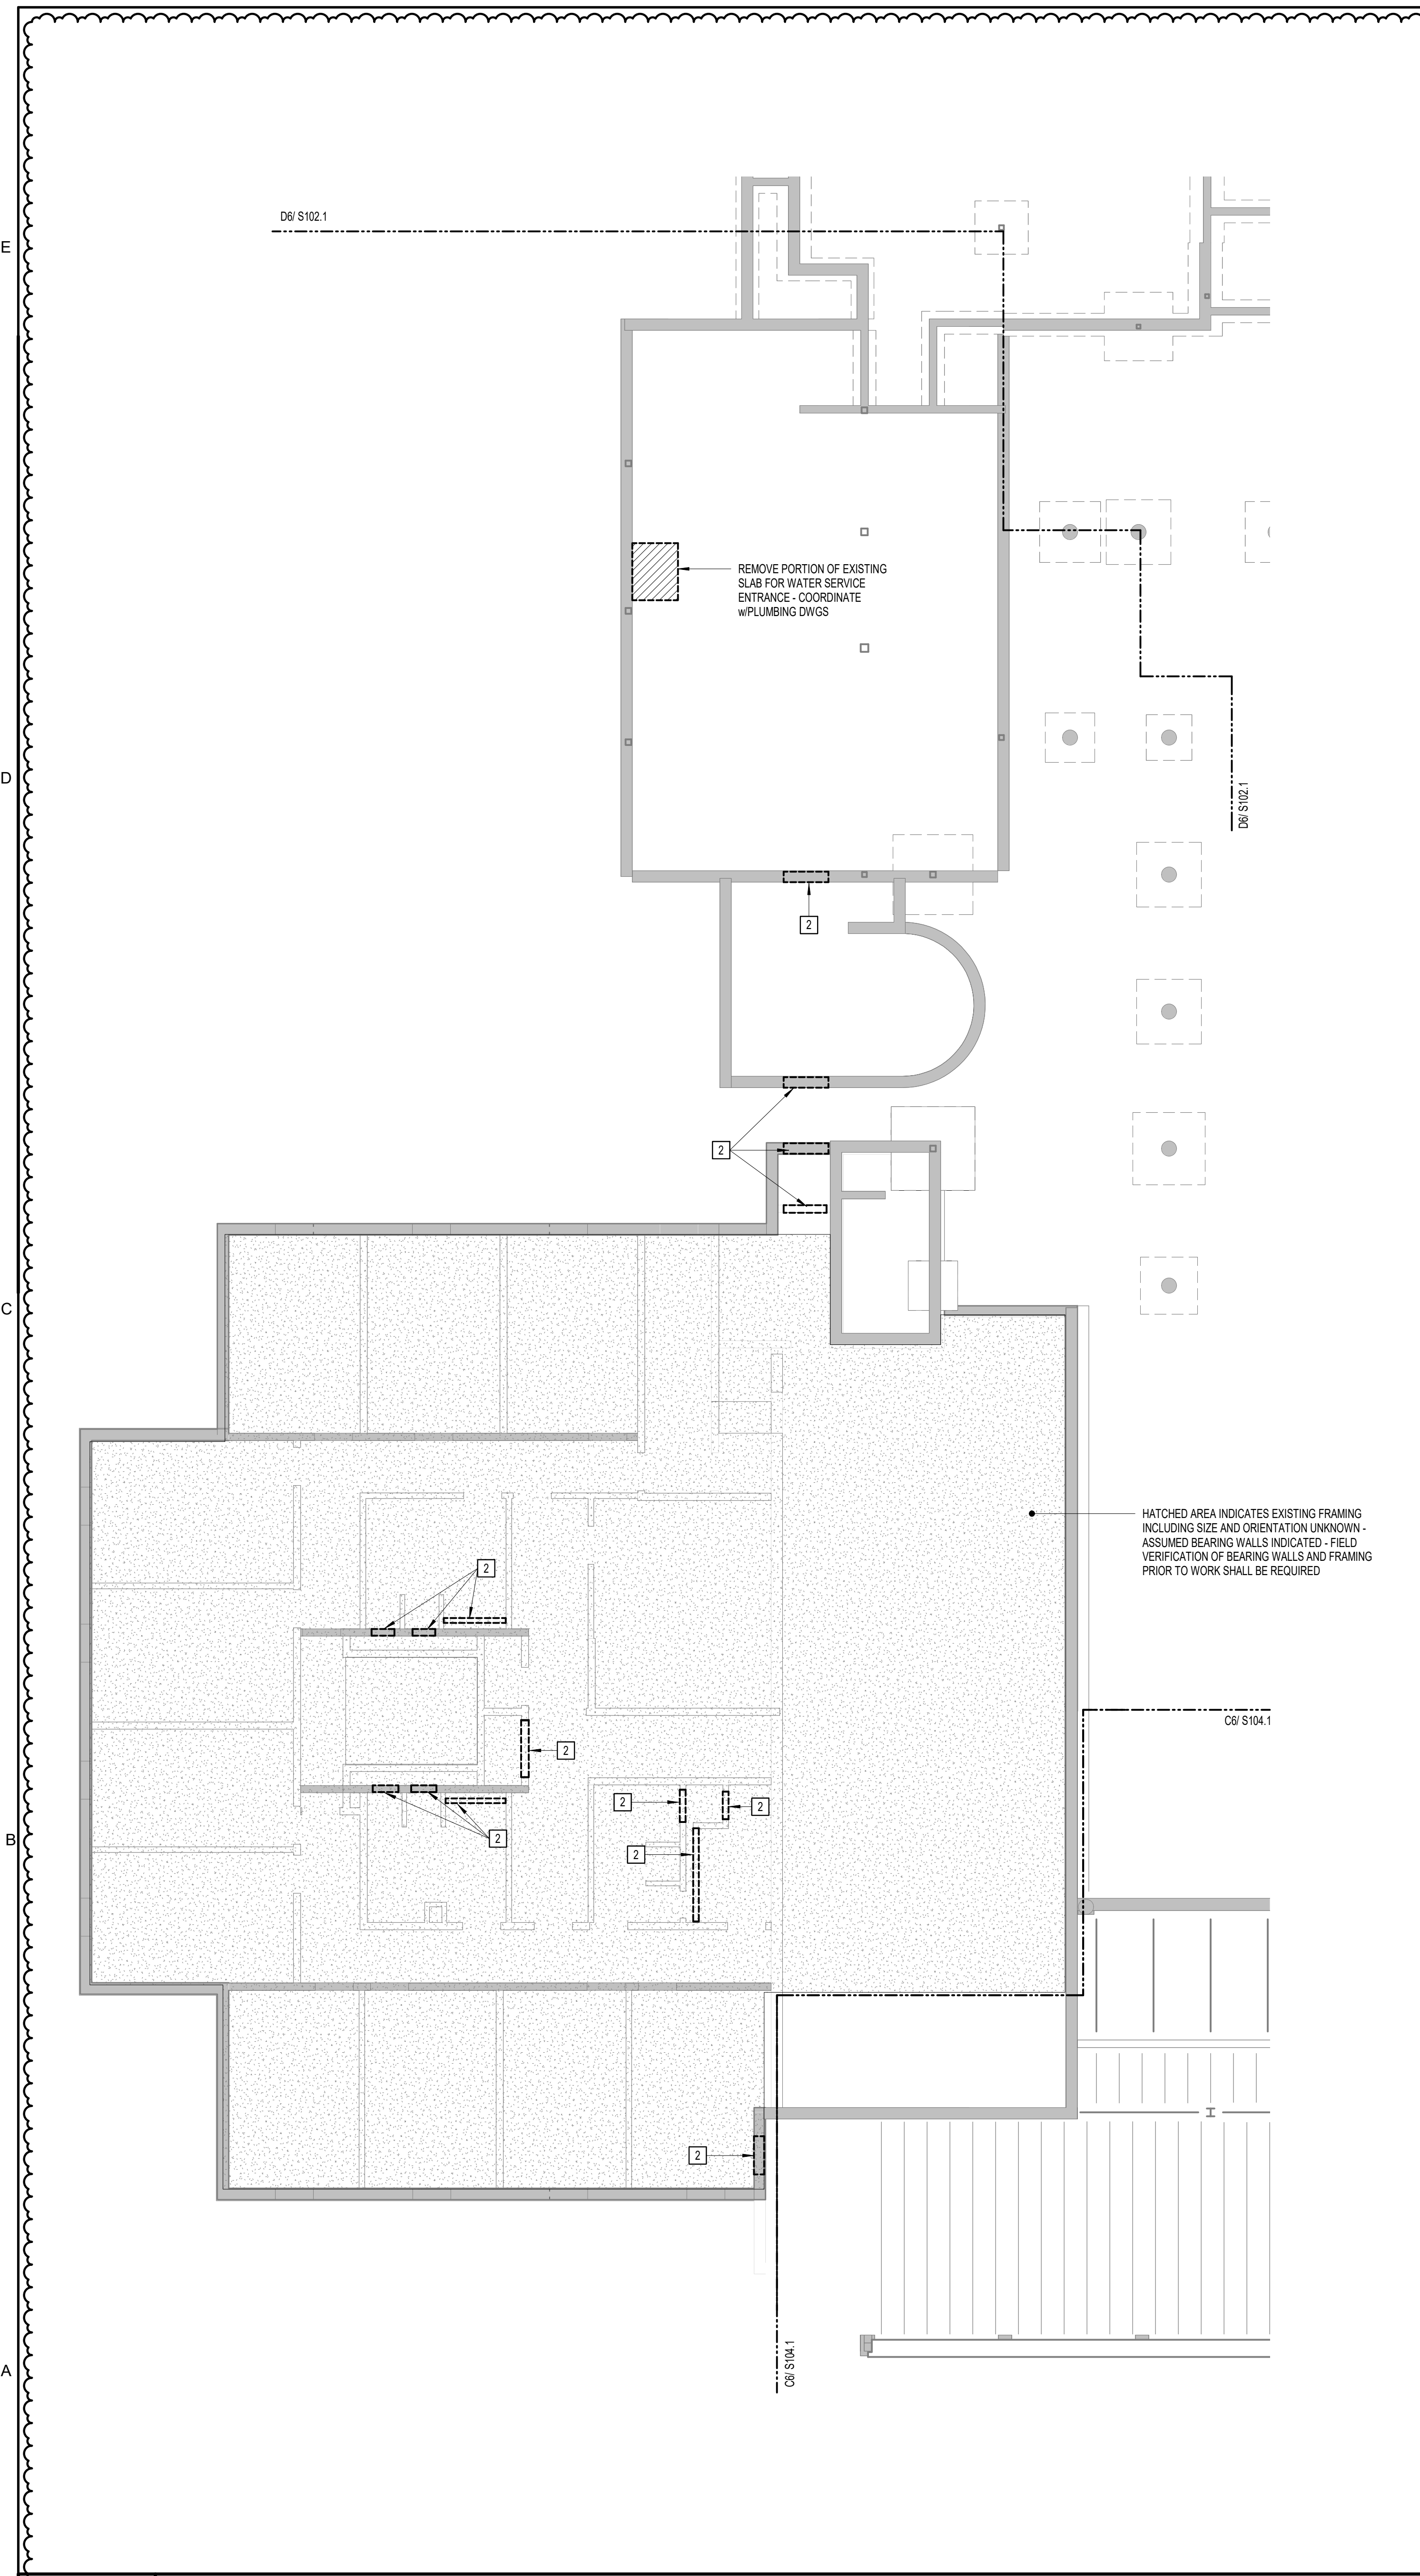 D6/ S102.1
E
REMOVE PORTION OF EXISTING
SLAB FOR WATER SERVICE
ENTRANCE - COORDINATE
w/PLUMBING DWGS
D
D6/ S102.1
2
2
C
HATCHED AREA INDICATES EXISTING FRAMING
INCLUDING SIZE AND ORIENTATION UNKNOWN -
ASSUMED BEARING WALLS INDICATED - FIELD
VERIFICATION OF BEARING WALLS AND FRAMING
PRIOR TO WORK SHALL BE REQUIRED
2
C6/ S104.1
2
2
2
2
B
2
2
C6/ S104.1
A